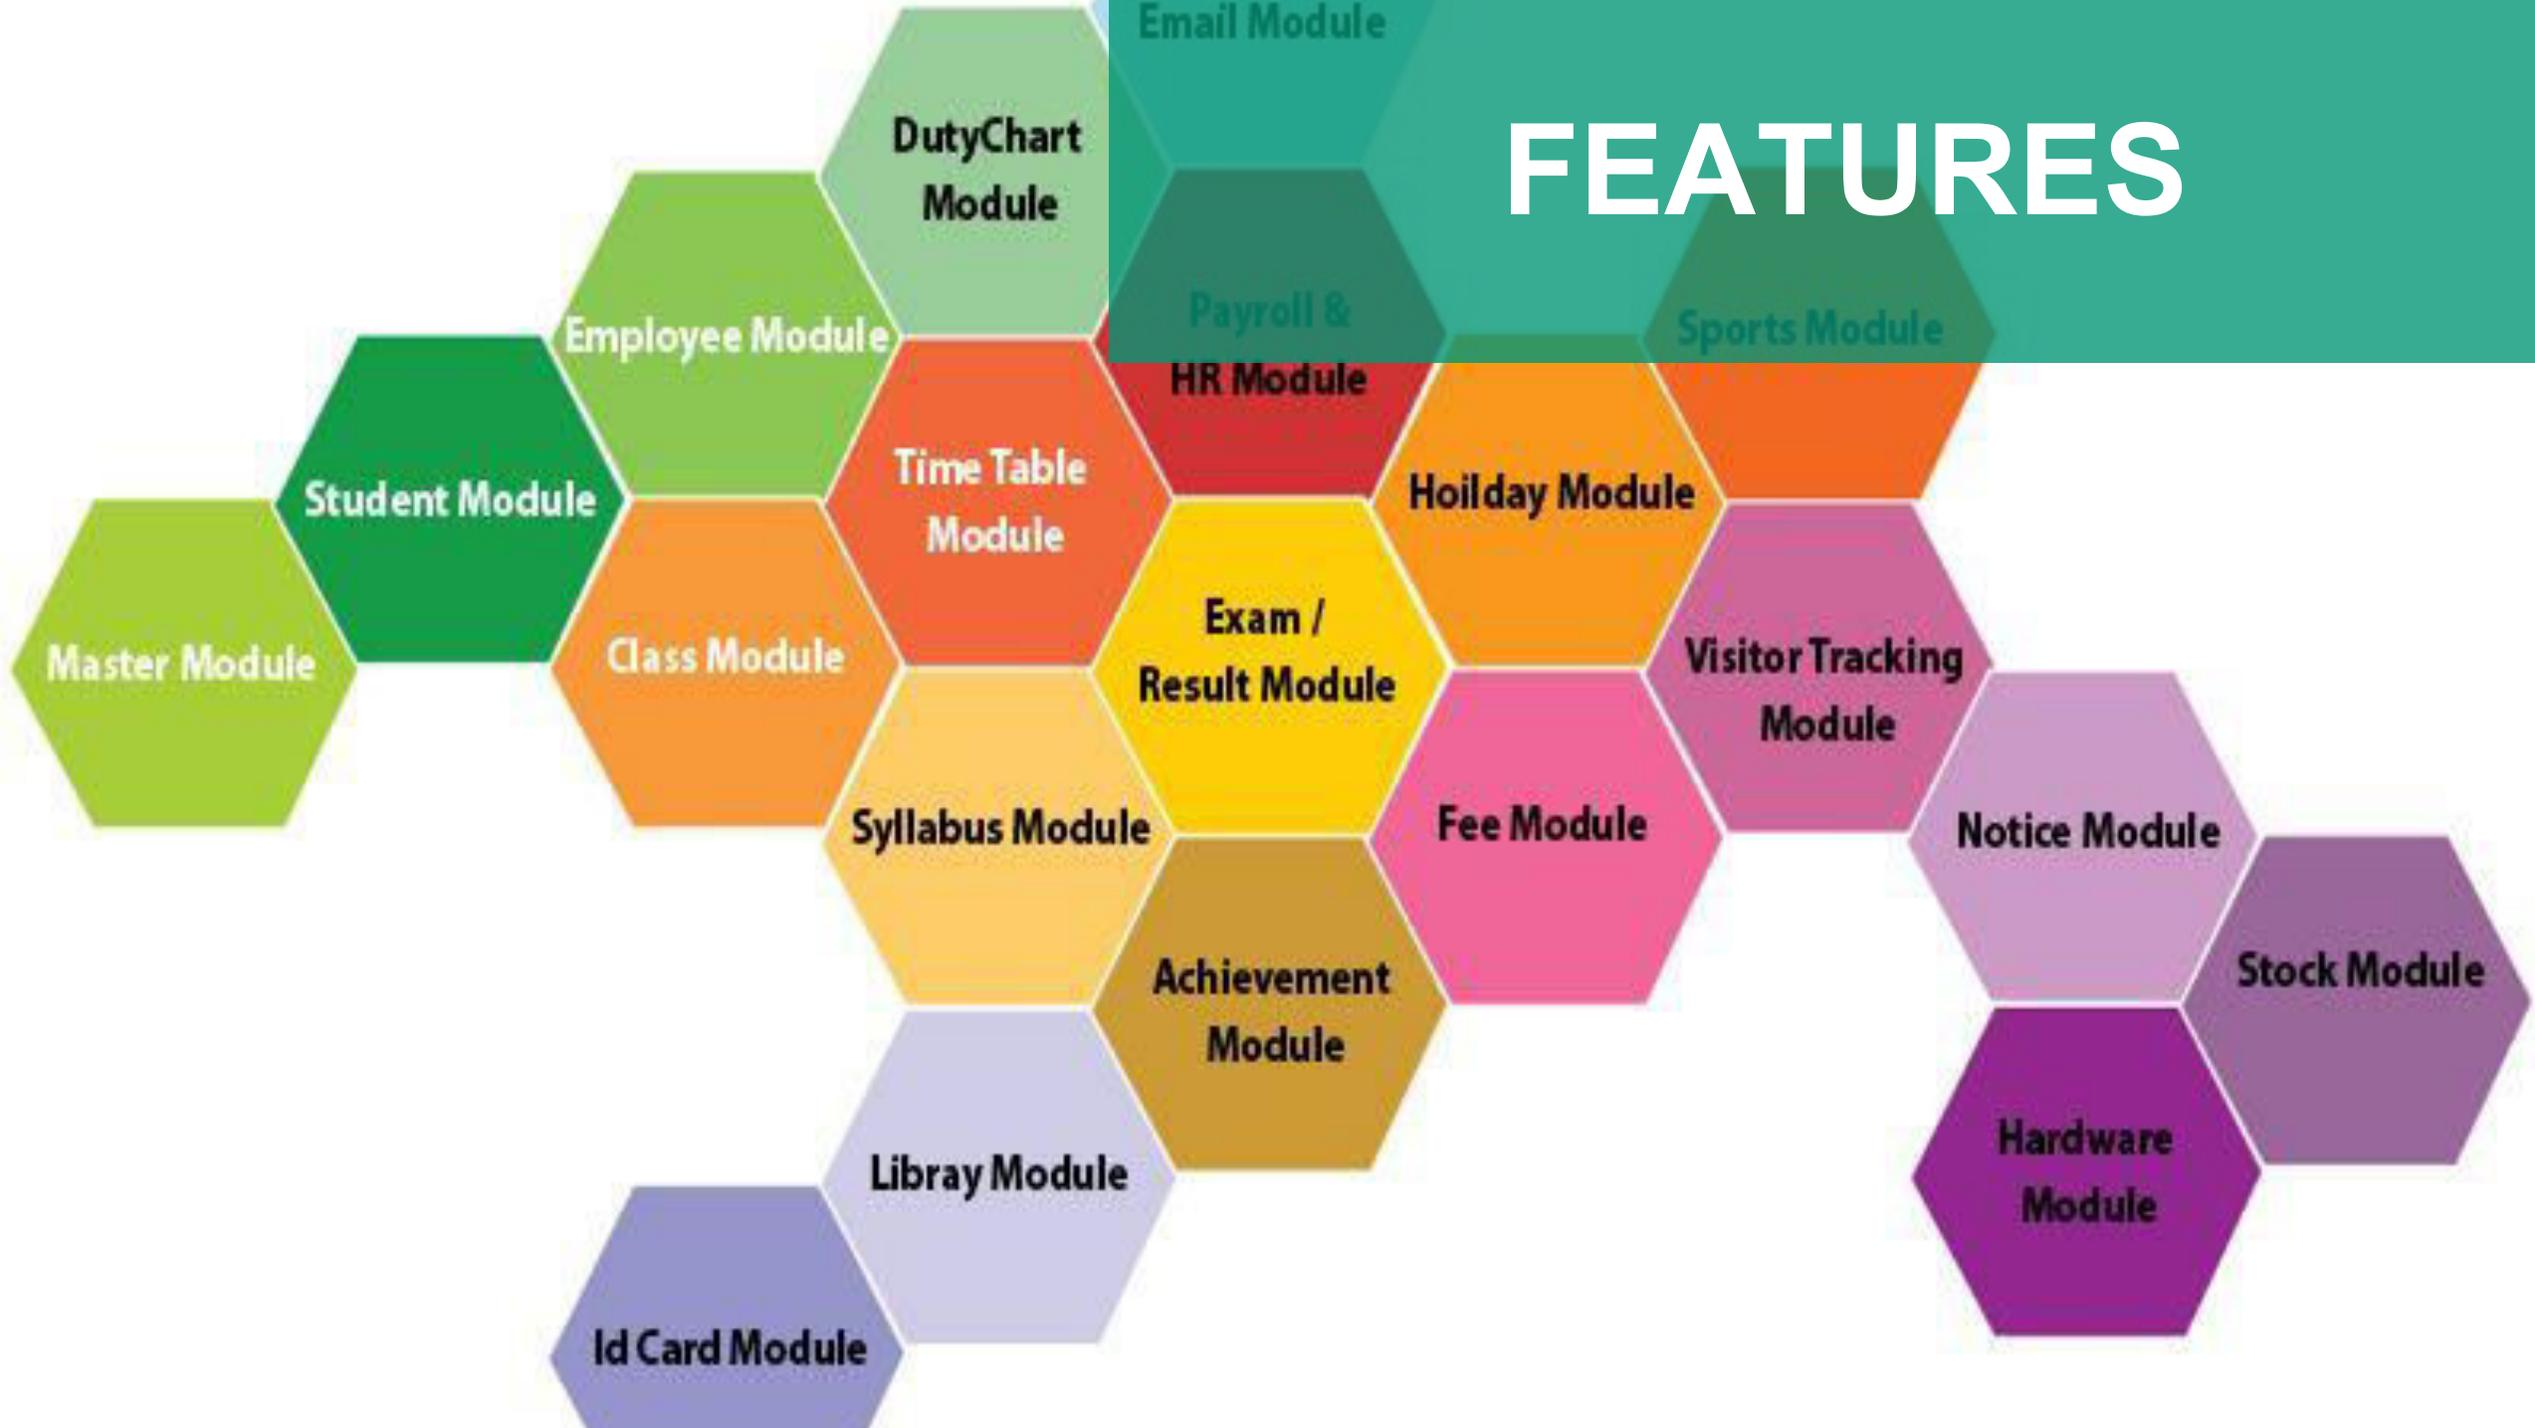 Email Module
FEATURES
DutyChart
Module
Payroll &
HR Module
Sports Module
Employee Module
Student Module
Time Table
Module
Hoilday Module
Master Module
Class Module
Exam /
Result Module
Visitor Tracking
Module
Syllabus Module
Fee Module
Notice Module
Achievement
Module
Stock Module
Libray Module
Hardware
Module
Id Card Module